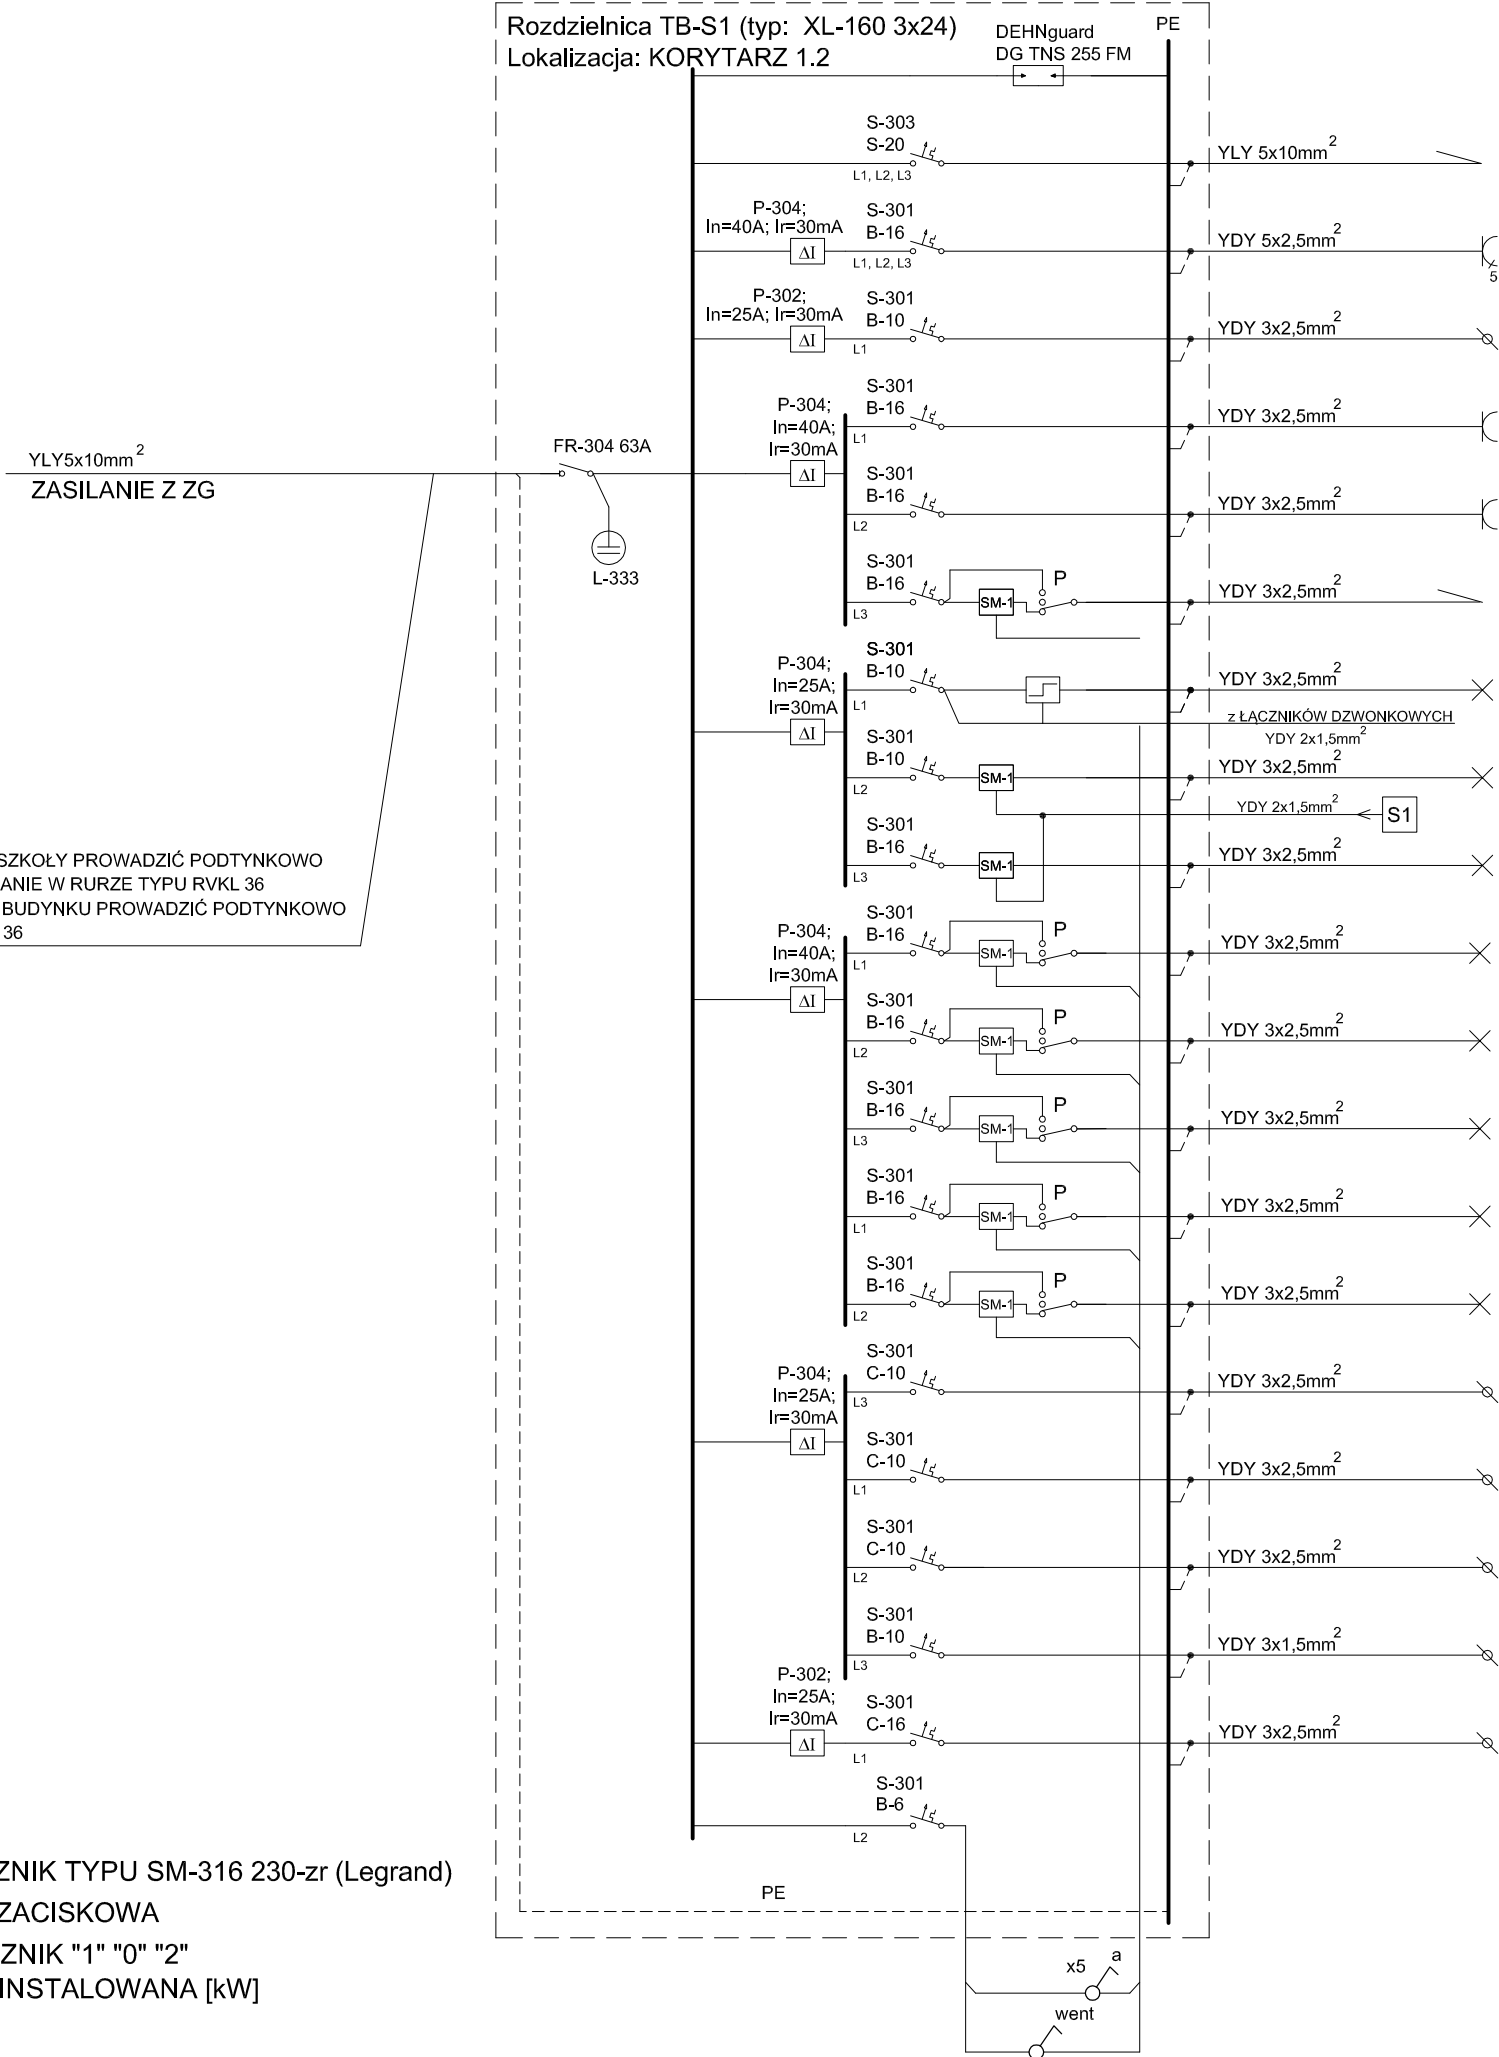 Rozdzielnica TB-S1 (typ: XL-160 3x24)
Lokalizacja: KORYTARZ 1.2
DEHNguard
DG TNS 255 FM
PE
S-303
S-20
L1, L2, L3
YLY 5x10mm²
P-304;
In=40A; Ir=30mA
ΔI
S-301
B-16
L1, L2, L3
YDY 5x2,5mm²
5
P-302;
In=25A; Ir=30mA
ΔI
S-301
B-10
L1
YDY 3x2,5mm²
YLY5x10mm²
ZASILANIE Z ZG
FR-304 63A
L-333
P-304;
In=40A;
Ir=30mA
ΔI
S-301
B-16
L1
YDY 3x2,5mm²
S-301
B-16
L2
YDY 3x2,5mm²
S-301
B-16
L3
SM-1
P
YDY 3x2,5mm²
P-304;
In=25A;
Ir=30mA
ΔI
S-301
B-10
L1
YDY 3x2,5mm²
z ŁĄCZNIKÓW DZWONKOWYCH
YDY 2x1,5mm²
S-301
B-10
L2
SM-1
YDY 3x2,5mm²
YDY 2x1,5mm²
S1
S-301
B-16
L3
SM-1
YDY 3x2,5mm²
SZKOŁY PROWADZIĆ PODTYNKOWO
ANIE W RURZE TYPU RVKL 36
BUDYNKU PROWADZIĆ PODTYNKOWO
36
P-304;
In=40A;
Ir=30mA
ΔI
S-301
B-16
L1
SM-1
P
YDY 3x2,5mm²
S-301
B-16
L2
SM-1
P
YDY 3x2,5mm²
S-301
B-16
L3
SM-1
P
YDY 3x2,5mm²
S-301
B-16
L1
SM-1
P
YDY 3x2,5mm²
S-301
B-16
L2
SM-1
P
YDY 3x2,5mm²
P-304;
In=25A;
Ir=30mA
ΔI
S-301
C-10
L3
YDY 3x2,5mm²
S-301
C-10
L1
YDY 3x2,5mm²
S-301
C-10
L2
YDY 3x2,5mm²
S-301
B-10
L3
YDY 3x1,5mm²
P-302;
In=25A;
Ir=30mA
ΔI
S-301
C-16
L1
YDY 3x2,5mm²
S-301
B-6
L2
PE
ZNIK TYPU SM-316 230-zr (Legrand)
ZACISKOWA
ZNIK "1" "0" "2"
INSTALOWANA [kW]
x5
a
went